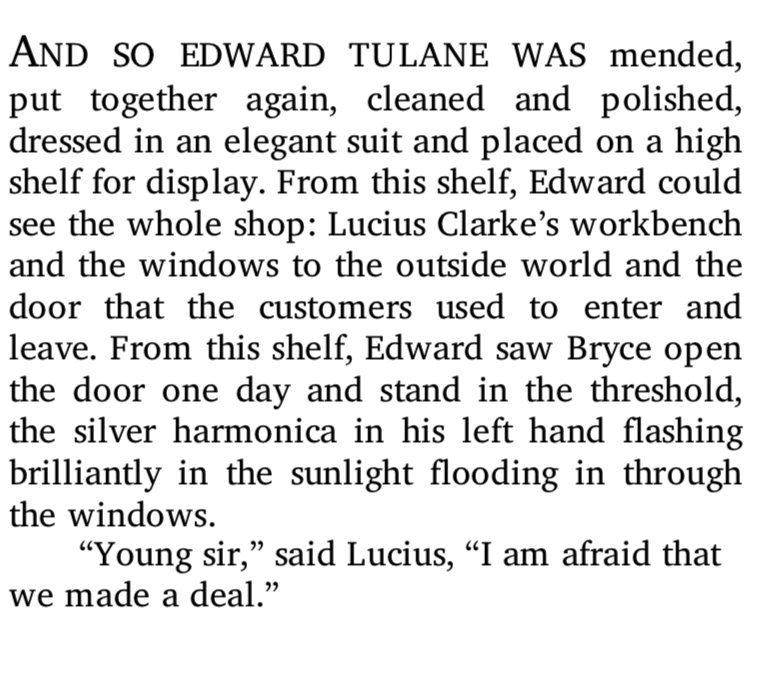 AND SO EDWARD TULANE WAS mended,
put together again, cleaned and polished,
dressed in an elegant suit and placed on a high
shelf for display. From this shelf, Edward could
see the whole shop: Lucius Clarke’s workbench
and the windows to the outside world and the
door that the customers used to enter and
leave. From this shelf, Edward saw Bryce open
the door one day and stand in the threshold,
the silver harmonica in his left hand flashing
brilliantly in the sunlight flooding in through
the windows.
“Young sir,” said Lucius, “I am afraid that
we made a deal.”